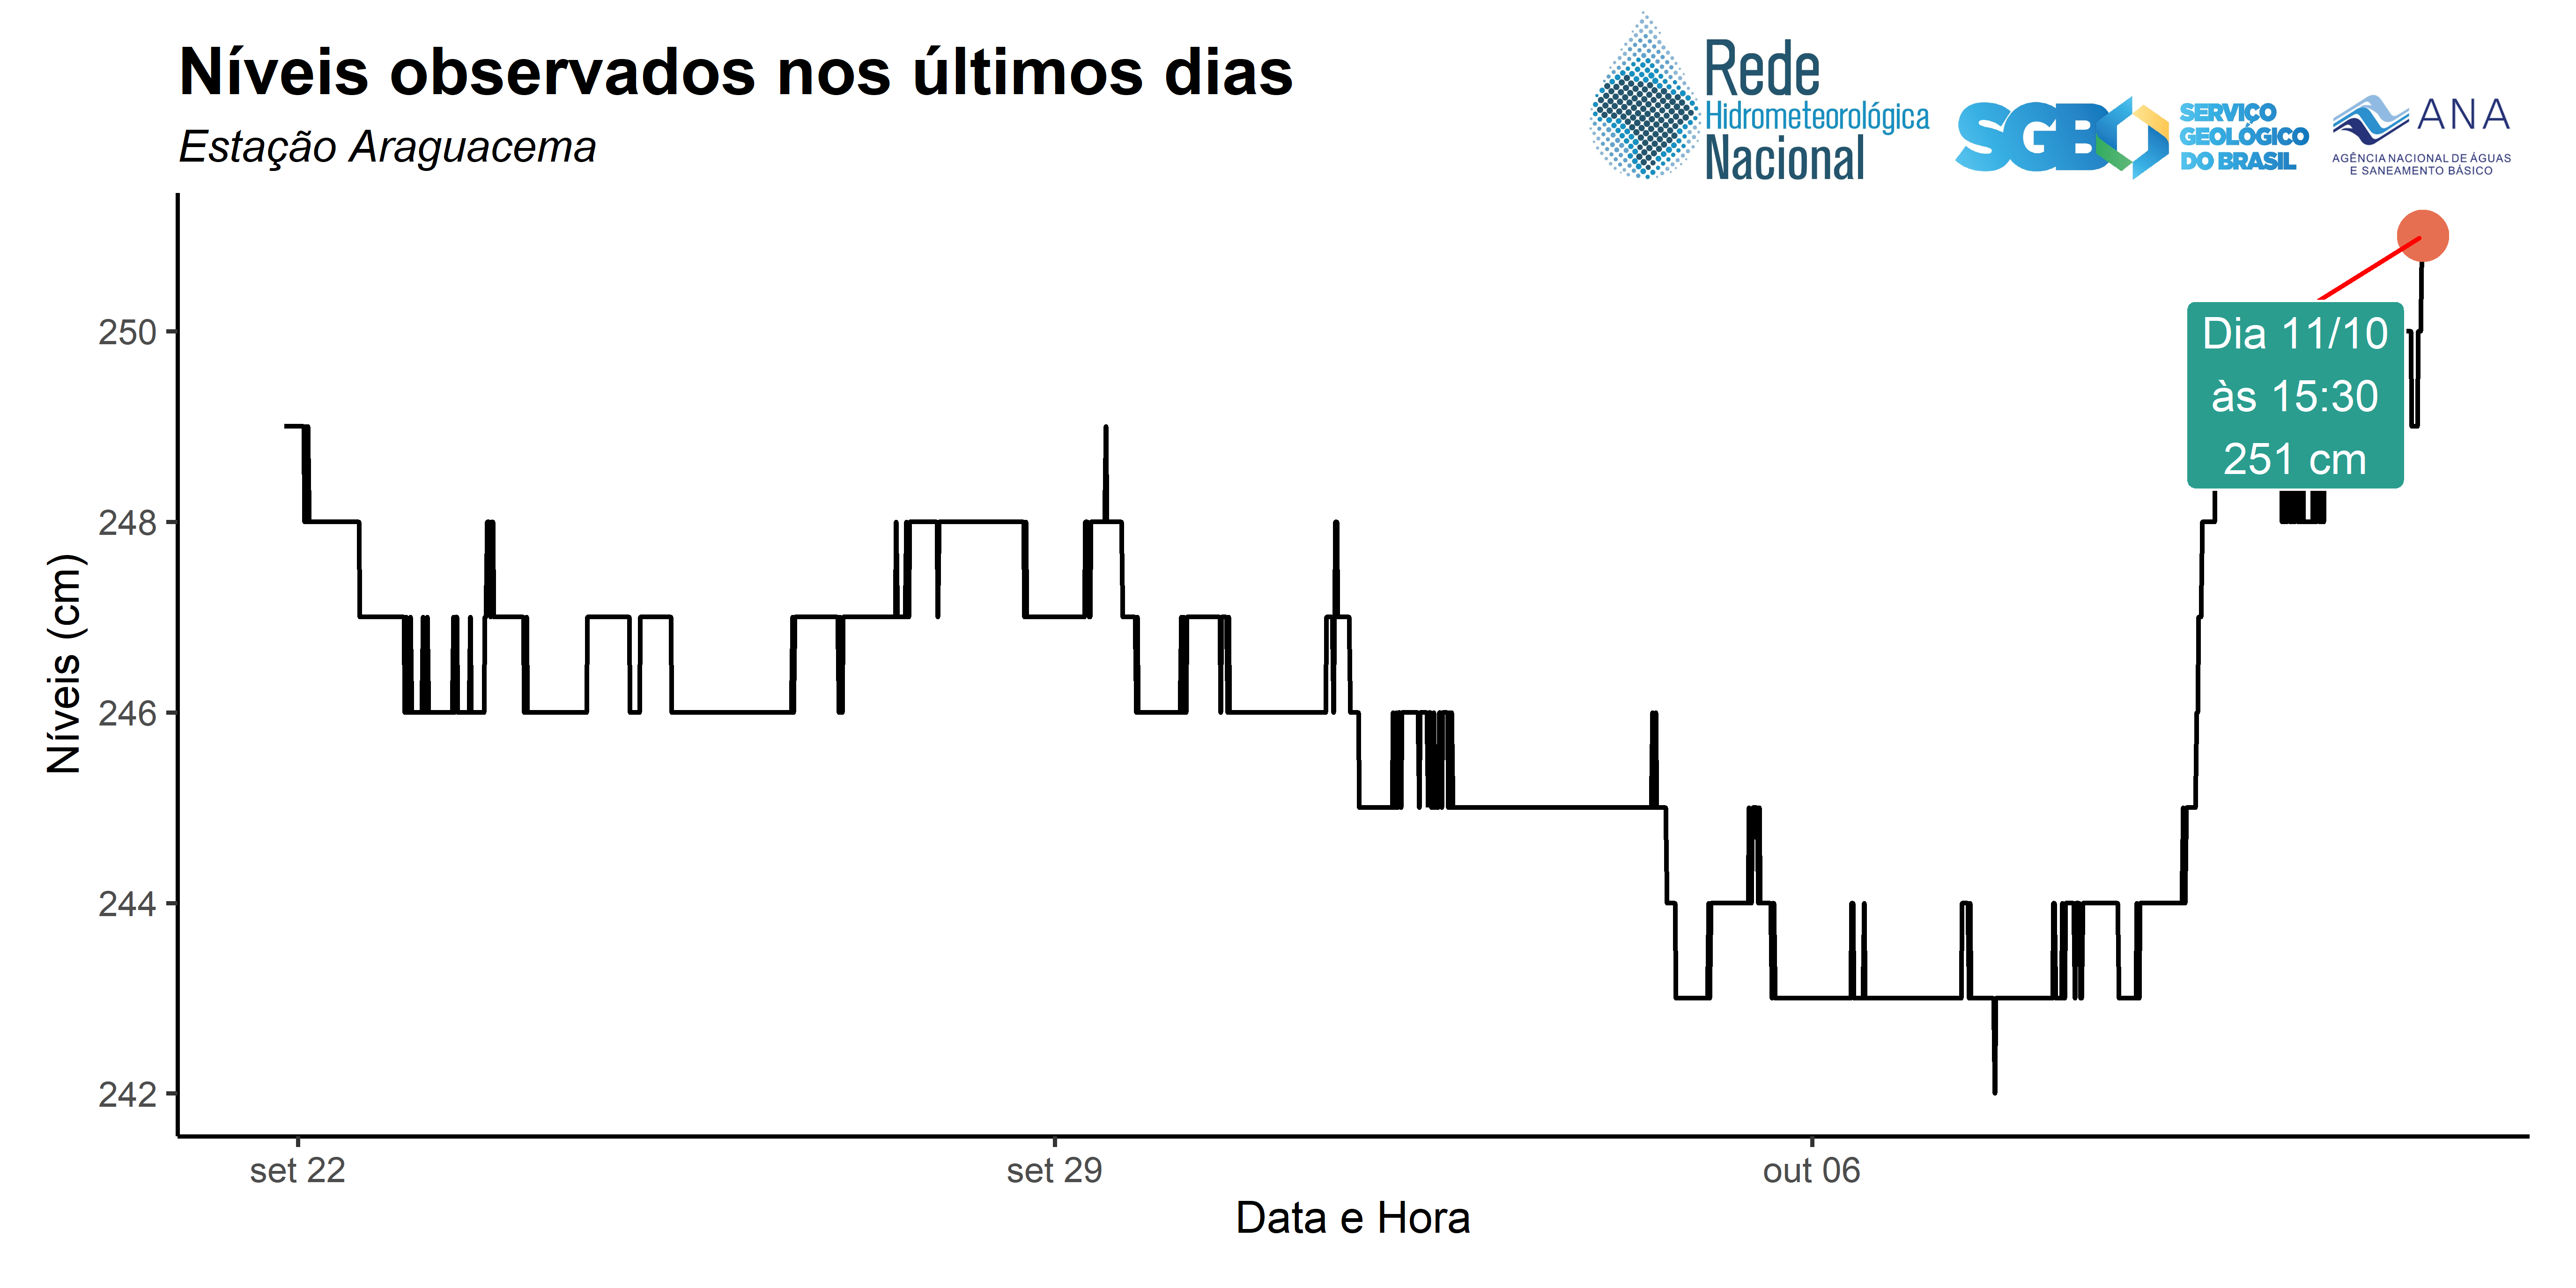 Níveis observados nos últimos dias
Estação Araguacema
Rede
Hidrometeorológica
Nacional
SGB
SERVIÇO
GEOLÓGICO
DO BRASIL
ANA
AGÊNCIA NACIONAL DE ÁGUAS
E SANEAMENTO BÁSICO
Níveis (cm)
250
248
246
244
242
Dia 11/10
às 15:30
251 cm
set 22
set 29
out 06
Data e Hora